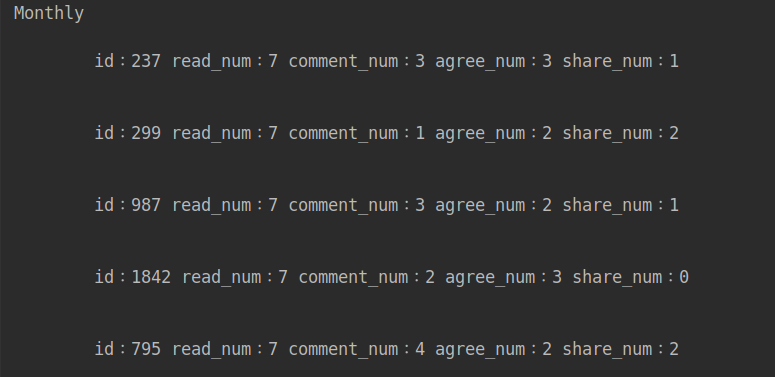 Monthly
id：237 read_num：7 comment_num：3 agree_num：3 share_num：1
id：299 read_num：7 comment_num：1 agree_num：2 share_num：2
id：987 read_num：7 comment_num：3 agree_num：2 share_num：1
id：1842 read_num：7 comment_num：2 agree_num：3 share_num：0
id：795 read_num：7 comment_num：4 agree_num：2 share_num：2